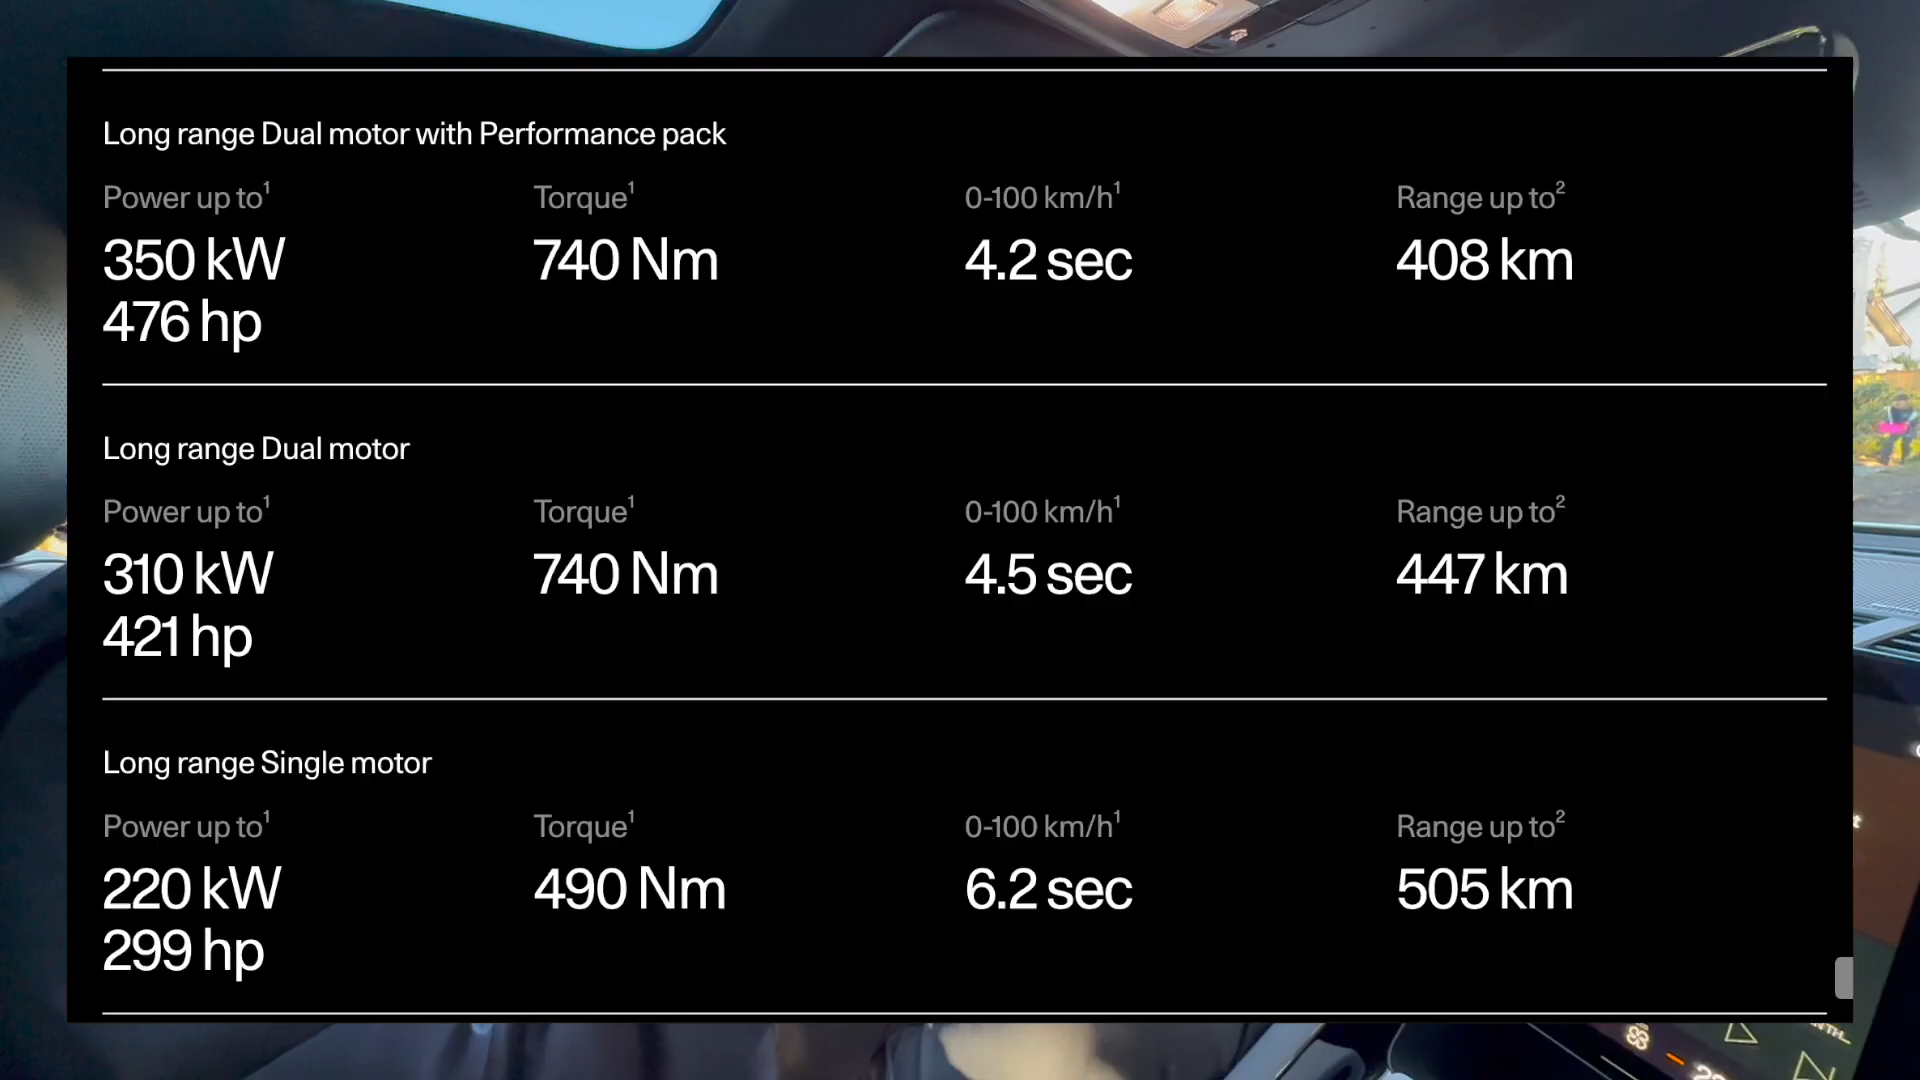 Long range Dual motor with Performance pack
Power up to¹ Torque¹ 0-100 km/h¹ Range up to²
350 kW 740 Nm 4.2 sec 408 km
476 hp
Long range Dual motor
Power up to¹ Torque¹ 0-100 km/h¹ Range up to²
310 kW 740 Nm 4.5 sec 447 km
421 hp
Long range Single motor
Power up to¹ Torque¹ 0-100 km/h¹ Range up to²
220 kW 490 Nm 6.2 sec 505 km
299 hp